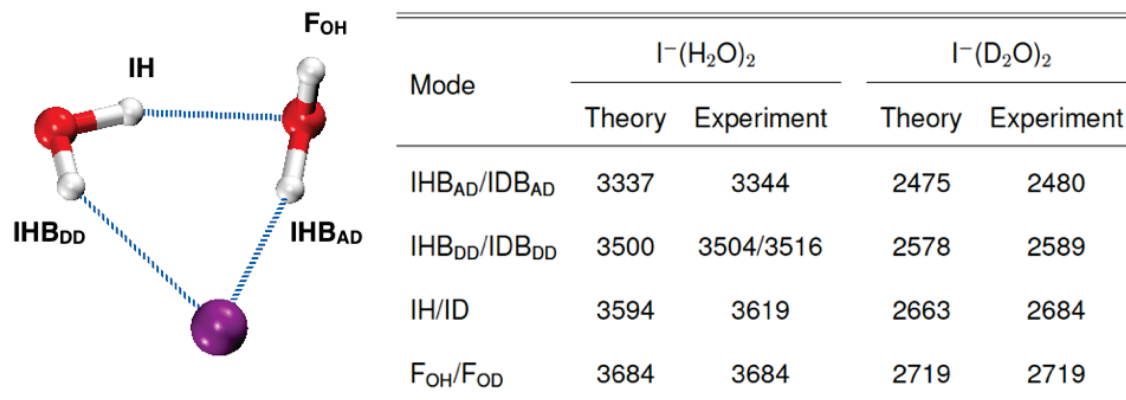 F_OH
IH
IHB_DD
IHB_AD
I⁻(H₂O)₂ I⁻(D₂O)₂
Mode
Theory Experiment Theory Experiment
IHB_AD/IDB_AD 3337 3344 2475 2480
IHB_DD/IDB_DD 3500 3504/3516 2578 2589
IH/ID 3594 3619 2663 2684
F_OH/F_OD 3684 3684 2719 2719